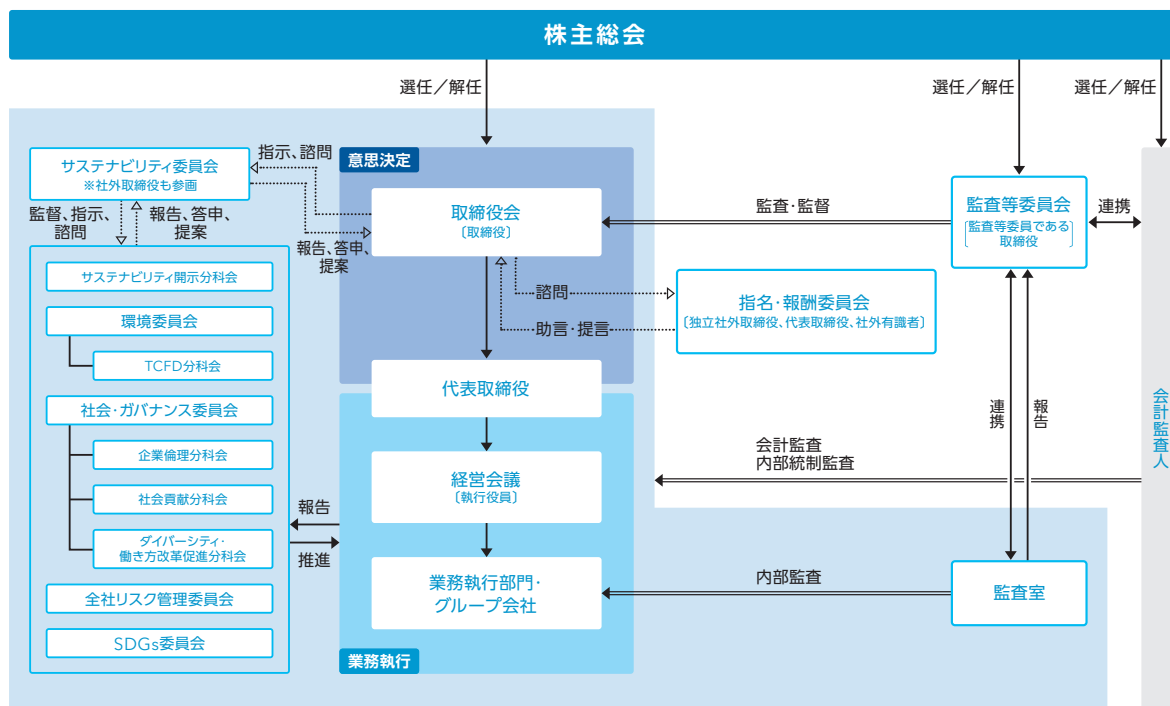 株主総会
選任／解任
選任／解任
選任／解任
サステナビリティ委員会
※社外取締役も参画
指示、諮問
報告、答申、
提案
監督、指示、
諮問
報告、答申、
提案
サステナビリティ開示分科会
環境委員会
TCFD分科会
社会・ガバナンス委員会
企業倫理分科会
社会貢献分科会
ダイバーシティ・
働き方改革促進分科会
全社リスク管理委員会
SDGs委員会
報告
推進
意思決定
取締役会
〔取締役〕
諮問
助言・提言
代表取締役
経営会議
〔執行役員〕
業務執行部門・
グループ会社
業務執行
監査・監督
指名・報酬委員会
〔独立社外取締役、代表取締役、社外有識者〕
会計監査
内部統制監査
内部監査
監査等委員会
〔監査等委員である
取締役〕
連携
連携
報告
監査室
会計監査人